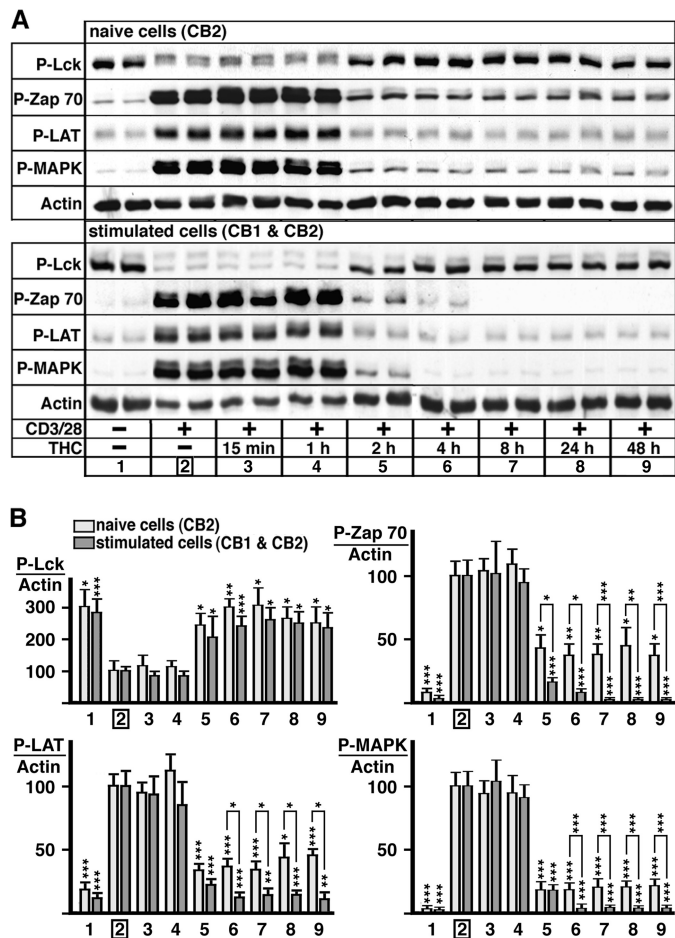 A
naive cells (CB2)
P-Lck
P-Zap 70
P-LAT
P-MAPK
Actin
stimulated cells (CB1 & CB2)
P-Lck
P-Zap 70
P-LAT
P-MAPK
Actin
CD3/28 − + + + + + + + +
THC − − 15 min 1 h 2 h 4 h 8 h 24 h 48 h
1 2 3 4 5 6 7 8 9
B
naive cells (CB2)
stimulated cells (CB1 & CB2)
P-Lck
Actin
300
200
100
* *** * * ** *** * *** * *** * *
1 2 3 4 5 6 7 8 9
P-Zap 70
Actin
100
50
*** *** * *** ** ** *** * ** *** *** * *** ** * *** ***
1 2 3 4 5 6 7 8 9
P-LAT
Actin
100
50
*** *** *** *** *** *** * *** *** * * *** * *** ** *
1 2 3 4 5 6 7 8 9
P-MAPK
Actin
100
50
*** *** *** *** *** *** *** *** *** *** *** *** *** *** *** ***
1 2 3 4 5 6 7 8 9